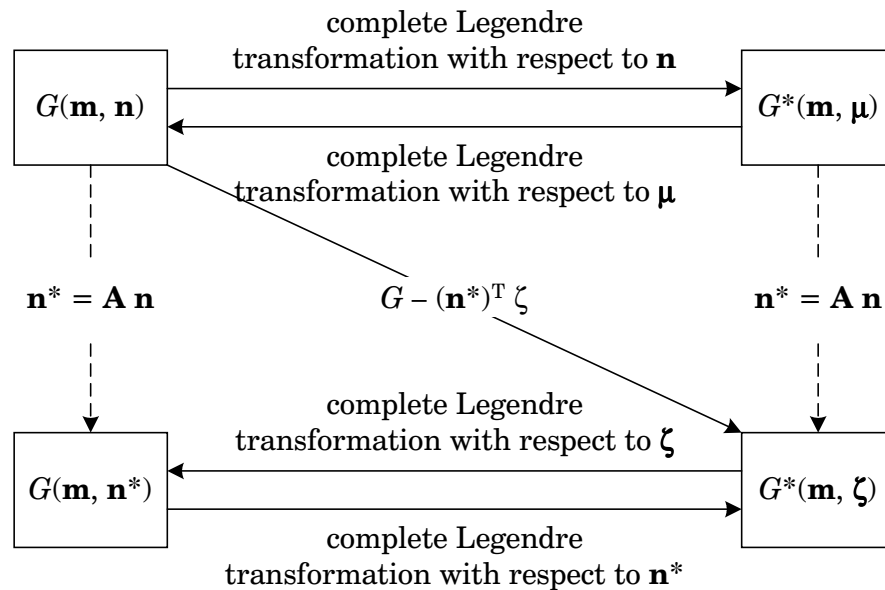 complete Legendre
transformation with respect to n
G(m, n)
G*(m, μ)
complete Legendre
transformation with respect to μ
n* = A n
G – (n*)ᵀ ζ
n* = A n
complete Legendre
transformation with respect to ζ
G(m, n*)
G*(m, ζ)
complete Legendre
transformation with respect to n*